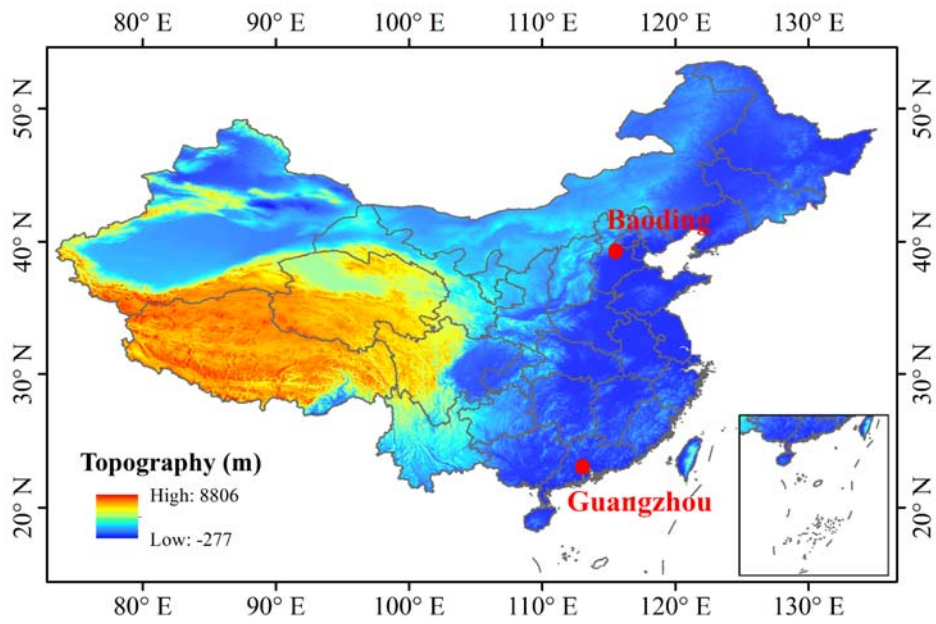 80° E 90° E 100° E 110° E 120° E 130° E
50° N 50° N
Baoding
40° N 40° N
30° N 30° N
Topography (m)
High: 8806
Guangzhou
20° N 20° N
Low: -277
80° E 90° E 100° E 110° E 120° E 130° E